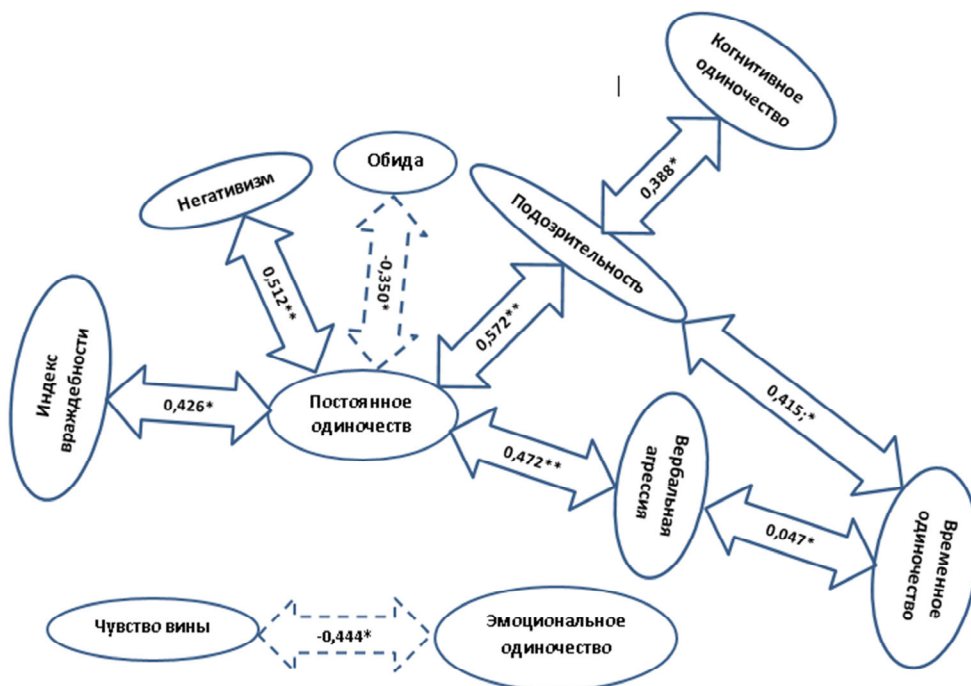 Когнитивное
одиночество
Обида
Негативизм
0,388*
Подозрительность
-0,350*
0,512**
0,572**
Индекс
враждебности
0,426*
Постоянное
одиночеств
0,415;*
0,472**
Вербальная
агрессия
0,047*
Временное
одиночество
Чувство вины
-0,444*
Эмоциональное
одиночество